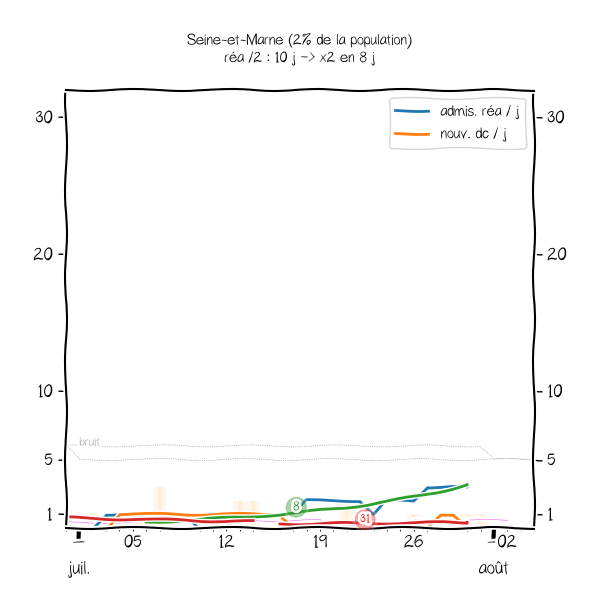 Seine-et-Marne (2% de la population)
réa /2 : 10 j -> x2 en 8 j
admis. réa / j
nouv. dc / j
30
30
20
20
10
10
bruit
5
5
8
31
1
1
05
12
19
26
02
juil.
août